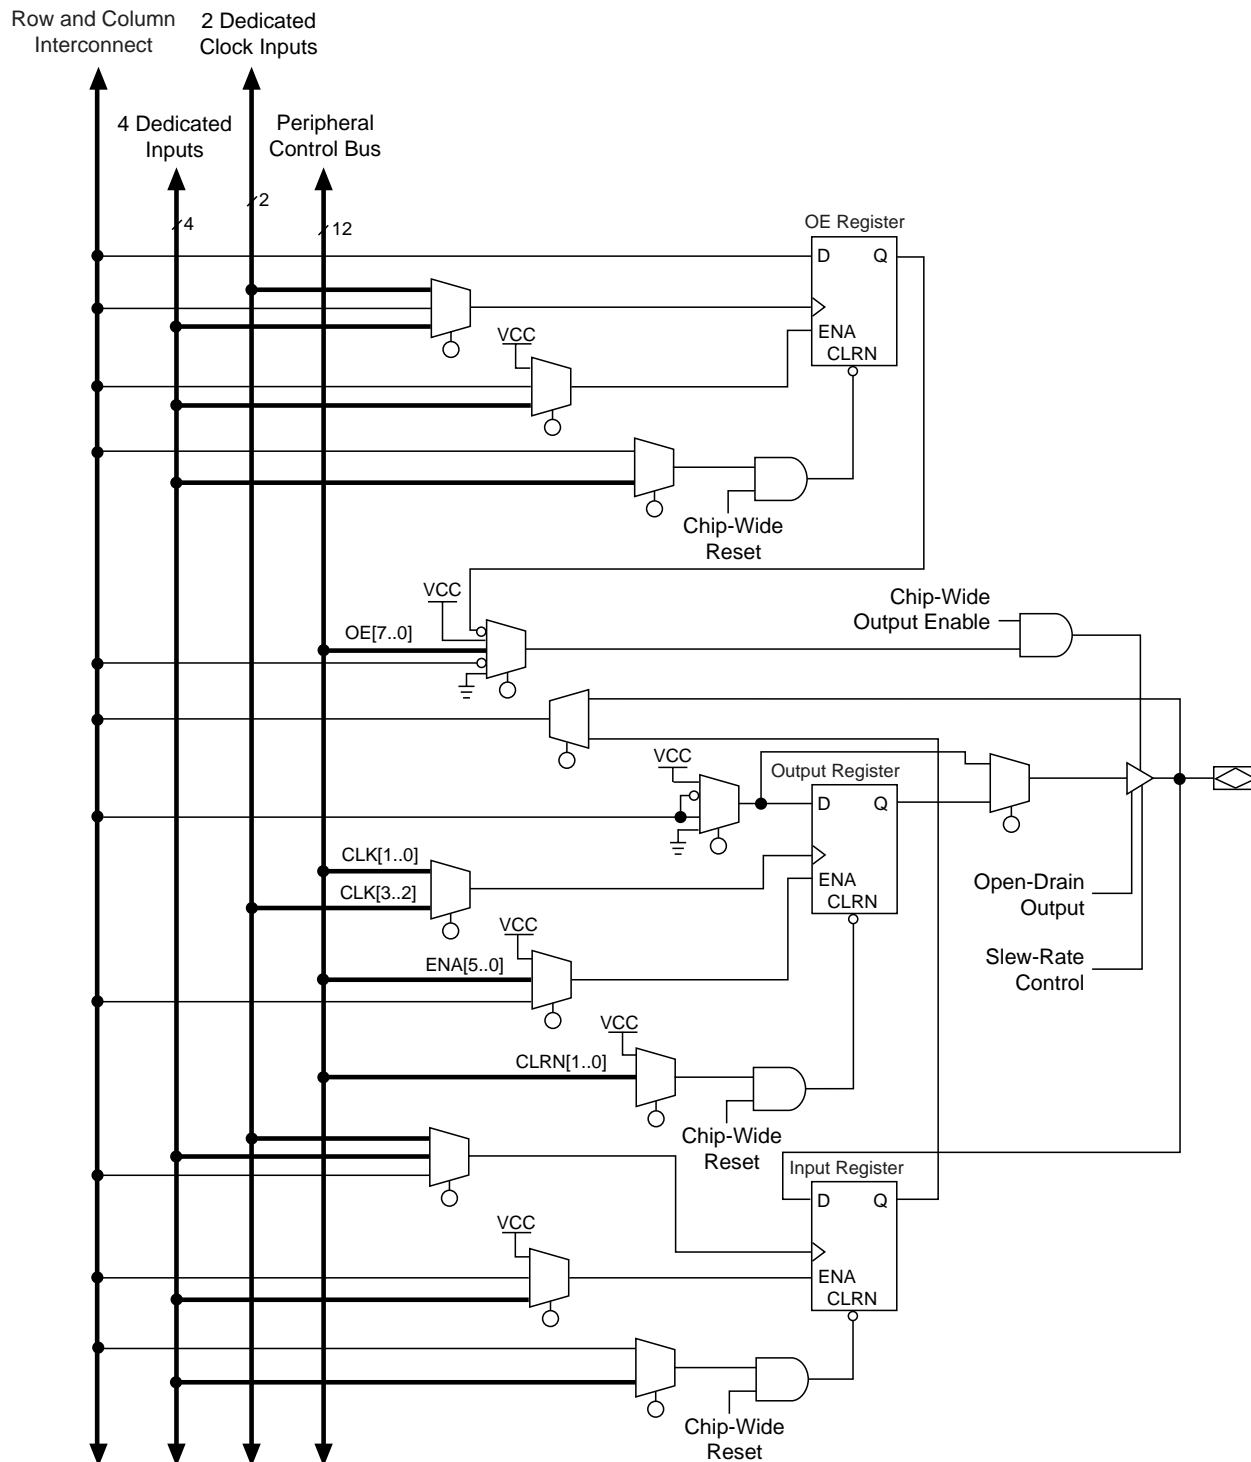 Row and Column
Interconnect
2 Dedicated
Clock Inputs
4 Dedicated
Inputs
Peripheral
Control Bus
2
4
12
OE Register
D
Q
ENA
CLRN
VCC
Chip-Wide
Reset
VCC
OE[7..0]
Chip-Wide
Output Enable
VCC
Output Register
D
Q
ENA
CLRN
CLK[1..0]
CLK[3..2]
Open-Drain
Output
VCC
ENA[5..0]
Slew-Rate
Control
VCC
CLRN[1..0]
Chip-Wide
Reset
Input Register
D
Q
ENA
CLRN
VCC
Chip-Wide
Reset